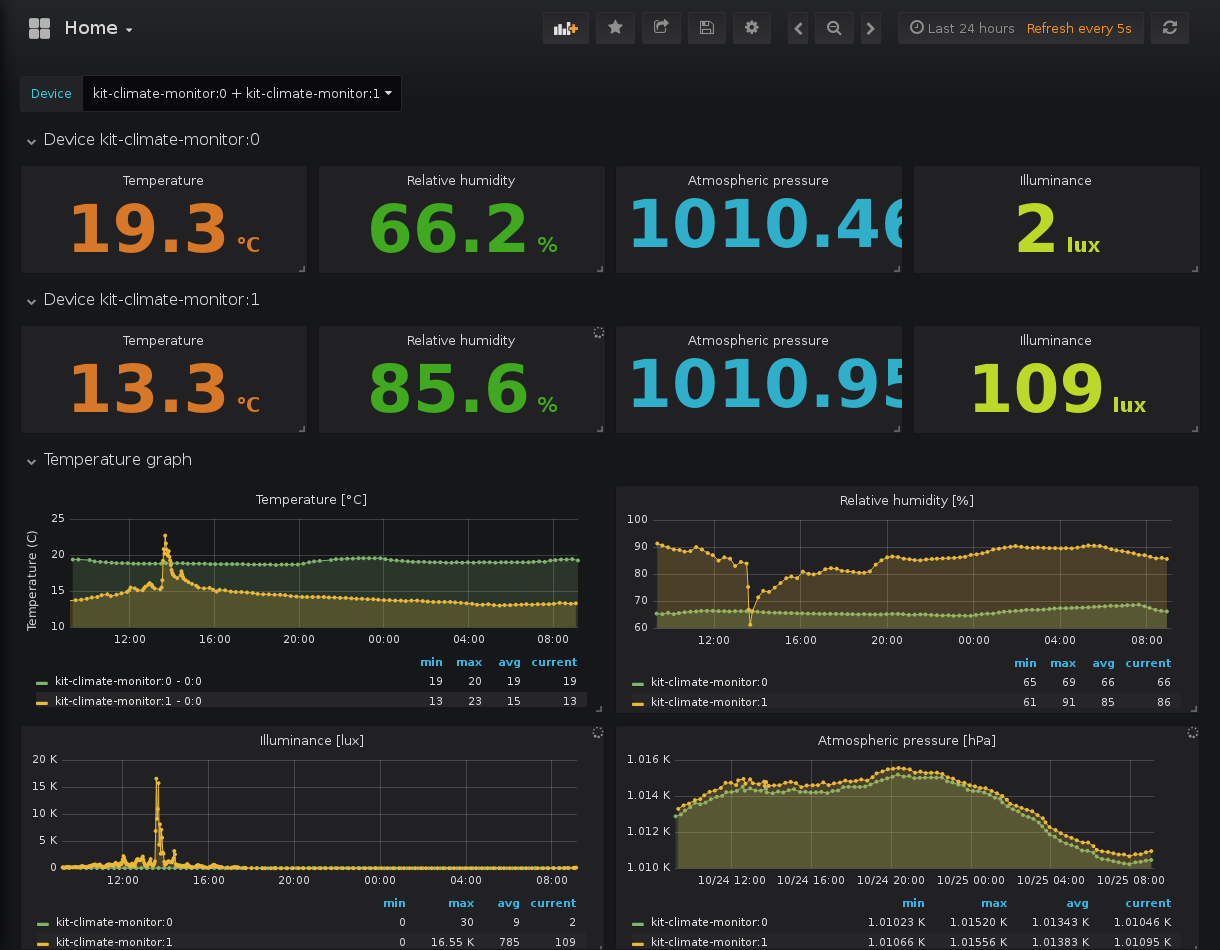 Home
Last 24 hours Refresh every 5s
Device kit-climate-monitor:0 + kit-climate-monitor:1
Device kit-climate-monitor:0
Temperature Relative humidity Atmospheric pressure Illuminance
19.3 °C 66.2 % 1010.46 2 lux
Device kit-climate-monitor:1
Temperature Relative humidity Atmospheric pressure Illuminance
13.3 °C 85.6 % 1010.95 109 lux
Temperature graph
Temperature [°C]
Temperature (C)
25
20
15
10
12:00 16:00 20:00 00:00 04:00 08:00
min max avg current
kit-climate-monitor:0 - 0:0 19 20 19 19
kit-climate-monitor:1 - 0:0 13 23 15 13
Relative humidity [%]
100
90
80
70
60
12:00 16:00 20:00 00:00 04:00 08:00
min max avg current
kit-climate-monitor:0 65 69 66 66
kit-climate-monitor:1 61 91 85 86
Illuminance [lux]
20 K
15 K
10 K
5 K
0
12:00 16:00 20:00 00:00 04:00 08:00
min max avg current
kit-climate-monitor:0 0 30 9 2
kit-climate-monitor:1 0 16.55 K 785 109
Atmospheric pressure [hPa]
1.016 K
1.014 K
1.012 K
1.010 K
10/24 12:00 10/24 16:00 10/24 20:00 10/25 00:00 10/25 04:00 10/25 08:00
min max avg current
kit-climate-monitor:0 1.01023 K 1.01520 K 1.01343 K 1.01046 K
kit-climate-monitor:1 1.01066 K 1.01556 K 1.01383 K 1.01095 K